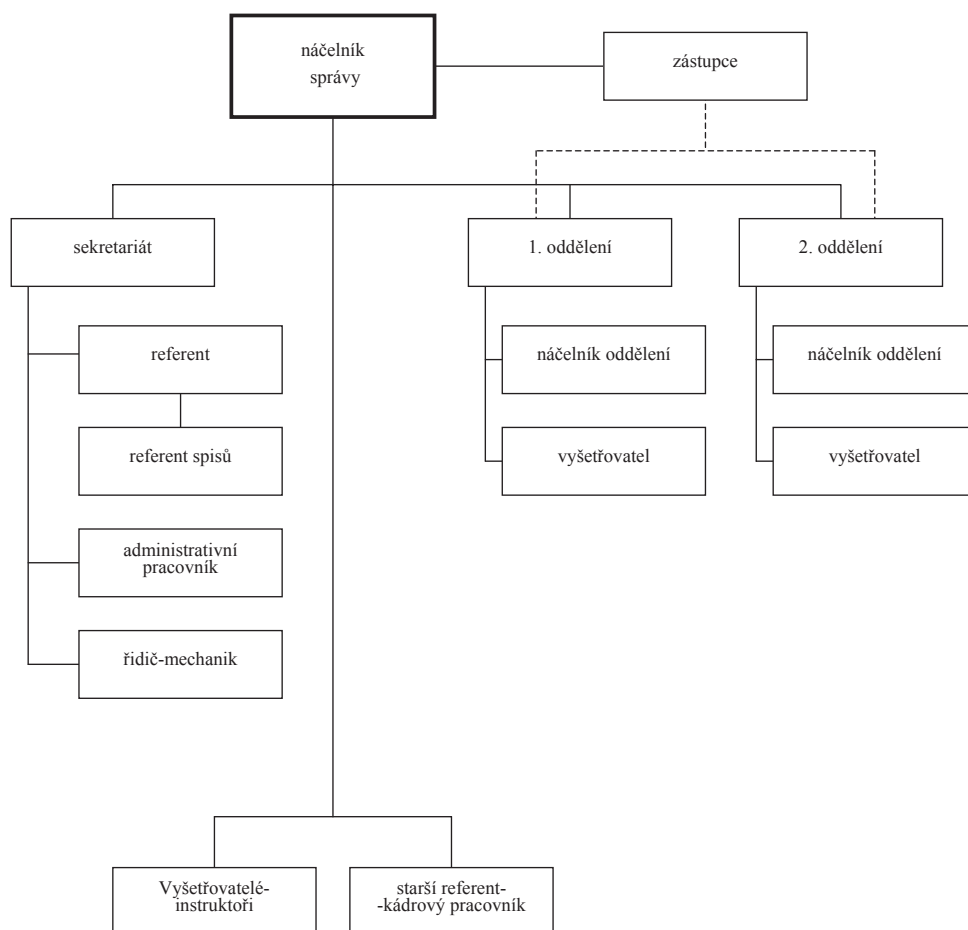 náčelník
správy
zástupce
sekretariát
1. oddělení
2. oddělení
referent
náčelník oddělení
náčelník oddělení
referent spisů
vyšetřovatel
vyšetřovatel
administrativní
pracovník
řidič-mechanik
Vyšetřovatelé-
instruktoři
starší referent-
-kádrový pracovník